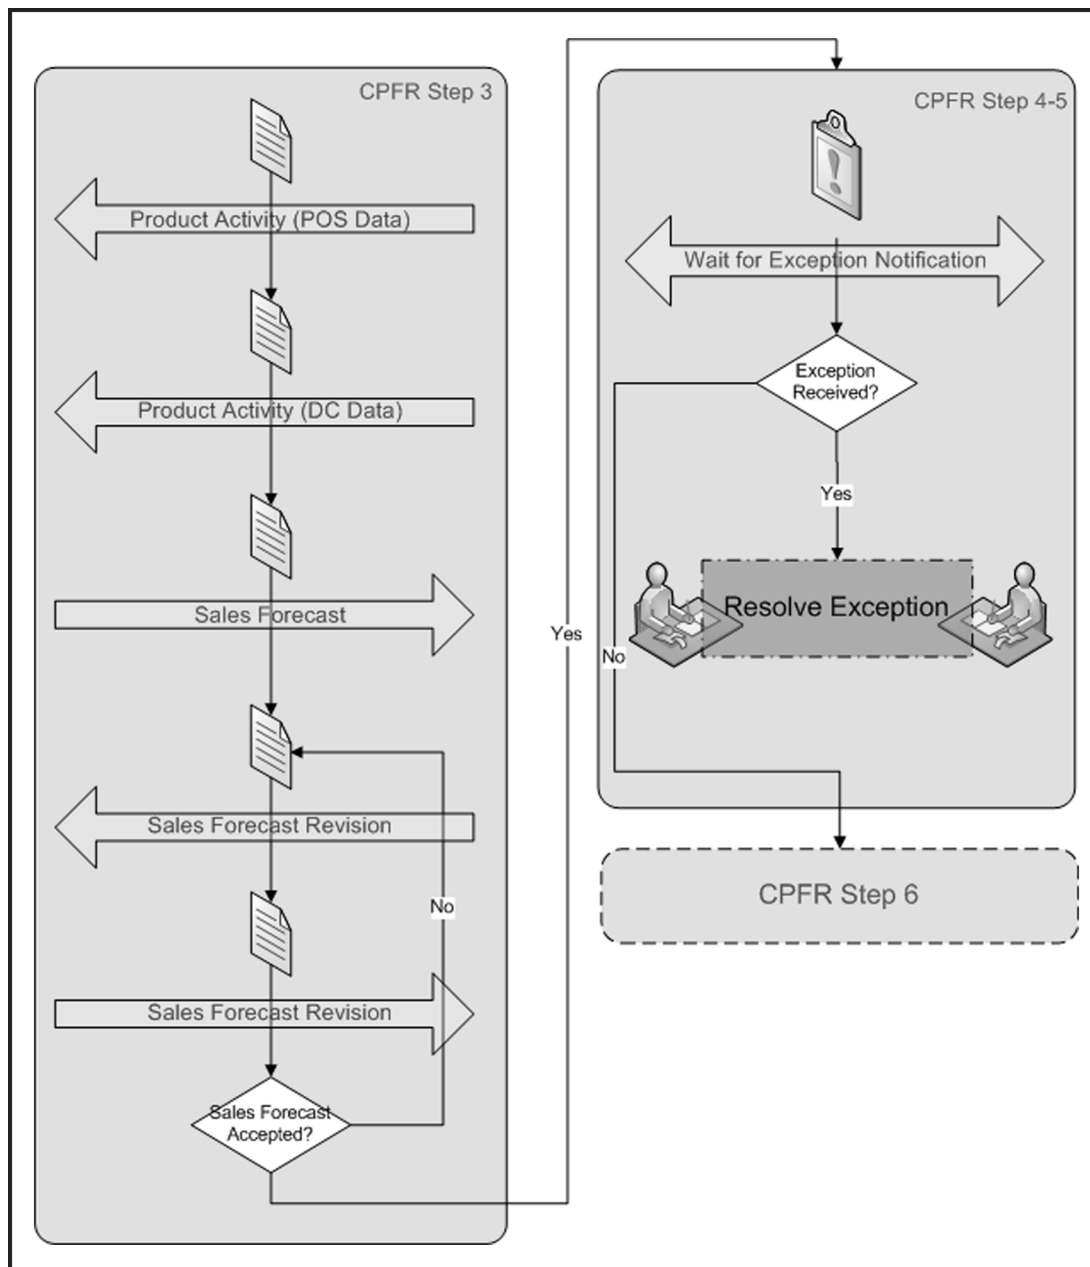 CPFR Step 3
Product Activity (POS Data)
Product Activity (DC Data)
Sales Forecast
Sales Forecast Revision
No
Sales Forecast Revision
Sales Forecast
Accepted?
Yes
CPFR Step 4-5
!
Wait for Exception Notification
Exception
Received?
Yes
Resolve Exception
No
CPFR Step 6